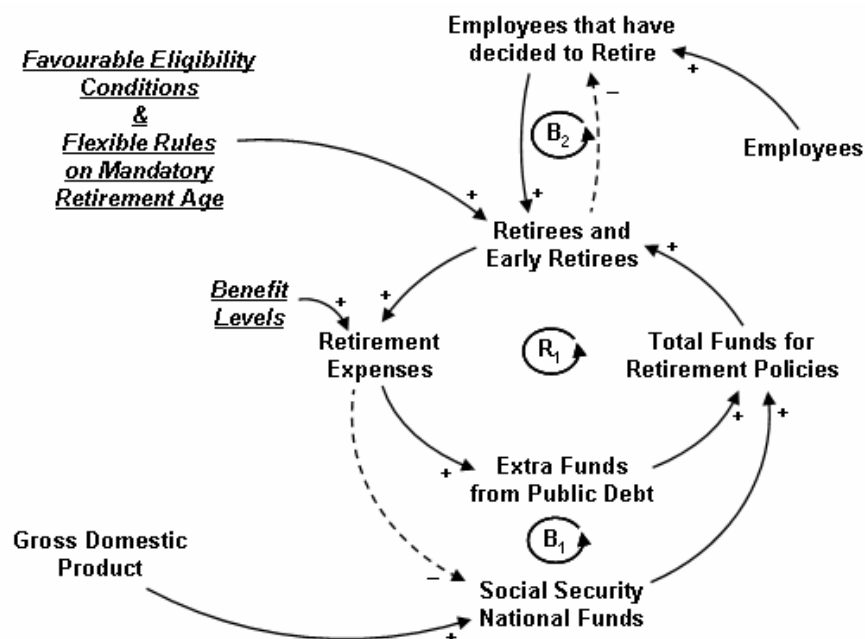 Employees that have
decided to Retire
Favourable Eligibility
Conditions
&
Flexible Rules
on Mandatory
Retirement Age
+
–
B2
Employees
+
+
Retirees and
Early Retirees
+
Benefit
Levels
+
+
Retirement
Expenses
R1
Total Funds for
Retirement Policies
+
+
+
Extra Funds
from Public Debt
B1
Gross Domestic
Product
–
Social Security
National Funds
+